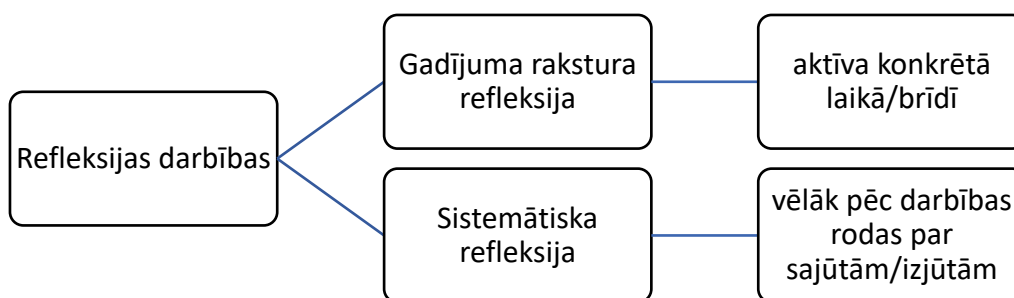 Refleksijas darbības
Gadījuma rakstura
refleksija
aktīva konkrētā
laikā/brīdī
Sistemātiska
refleksija
vēlāk pēc darbības
rodas par
sajūtām/izjūtām